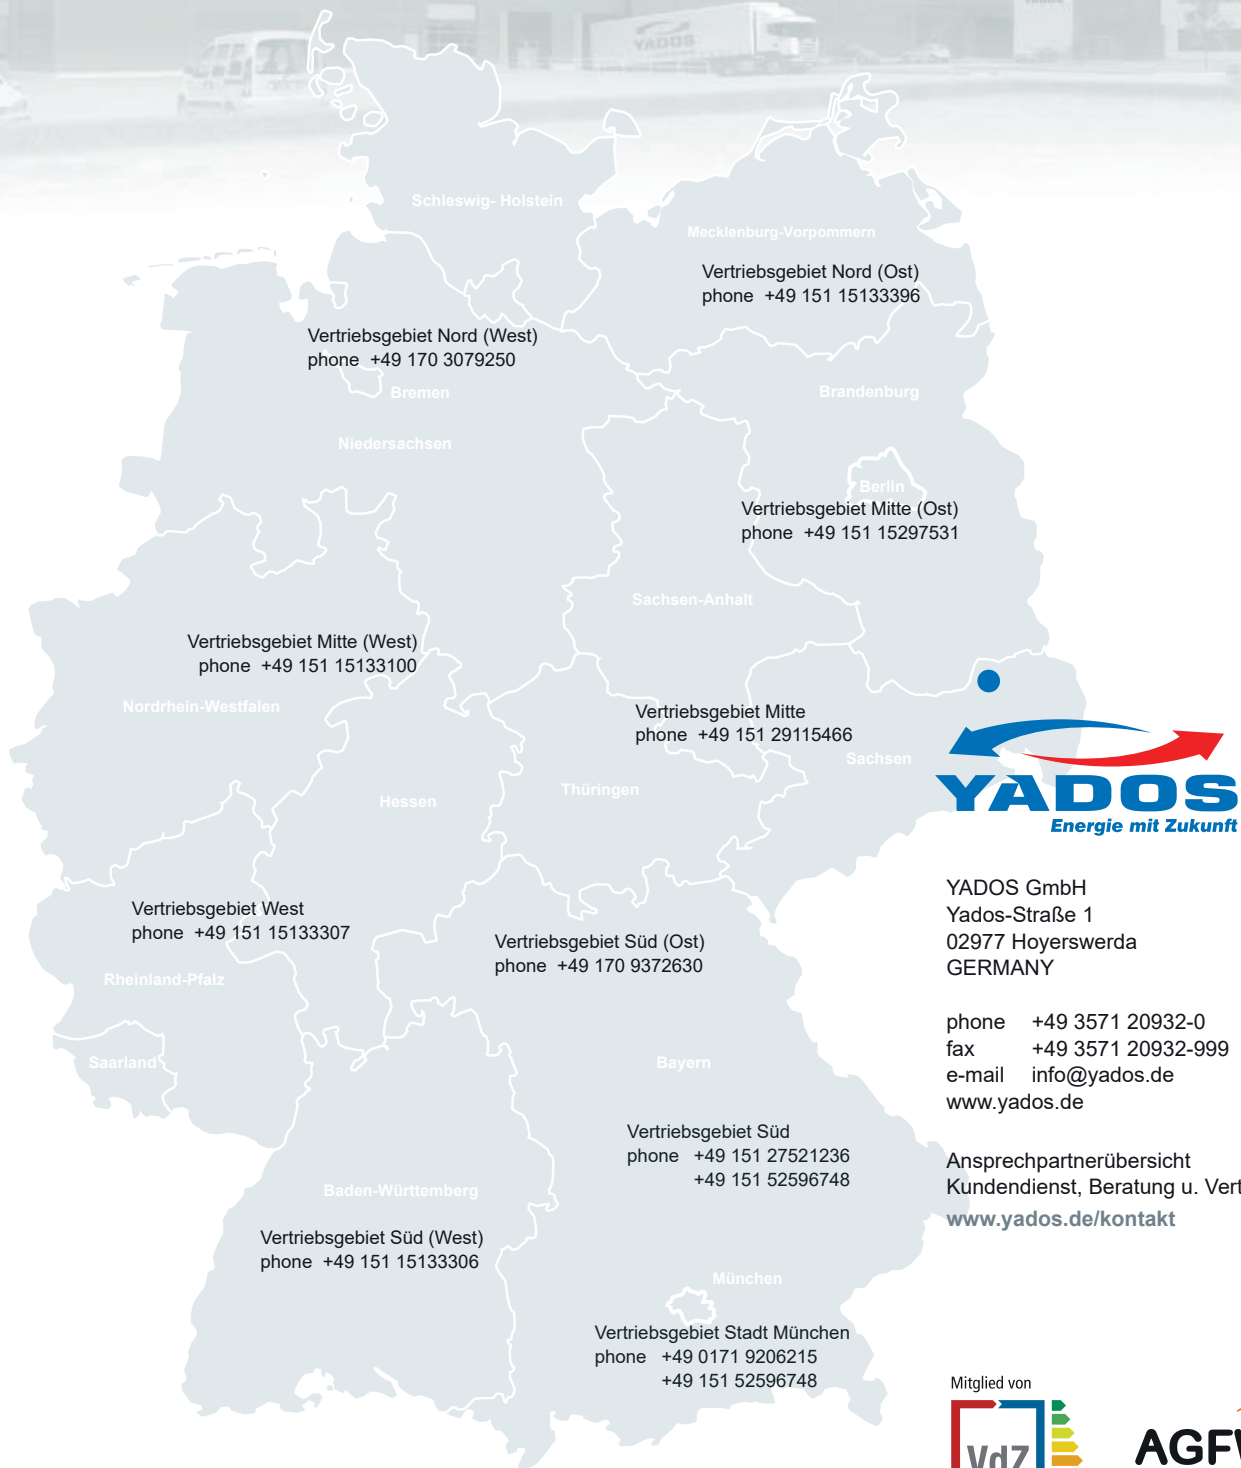 YADOS
Schleswig- Holstein
Mecklenburg-Vorpommern
Vertriebsgebiet Nord (Ost)
phone +49 151 15133396
Vertriebsgebiet Nord (West)
phone +49 170 3079250
Bremen
Brandenburg
Niedersachsen
Berlin
Vertriebsgebiet Mitte (Ost)
phone +49 151 15297531
Sachsen-Anhalt
Vertriebsgebiet Mitte (West)
phone +49 151 15133100
Nordrhein-Westfalen
Vertriebsgebiet Mitte
phone +49 151 29115466
Sachsen
Thüringen
Hessen
YADOS
Energie mit Zukunft
Vertriebsgebiet West
phone +49 151 15133307
Rheinland-Pfalz
Vertriebsgebiet Süd (Ost)
phone +49 170 9372630
Saarland
Bayern
Vertriebsgebiet Süd
phone +49 151 27521236
+49 151 52596748
Baden-Württemberg
Vertriebsgebiet Süd (West)
phone +49 151 15133306
München
Vertriebsgebiet Stadt München
phone +49 0171 9206215
+49 151 52596748
YADOS GmbH
Yados-Straße 1
02977 Hoyerswerda
GERMANY
phone +49 3571 20932-0
fax +49 3571 20932-999
e-mail info@yados.de
www.yados.de
Ansprechpartnerübersicht
Kundendienst, Beratung u. Vert
www.yados.de/kontakt
Mitglied von
VdZ
AGFW